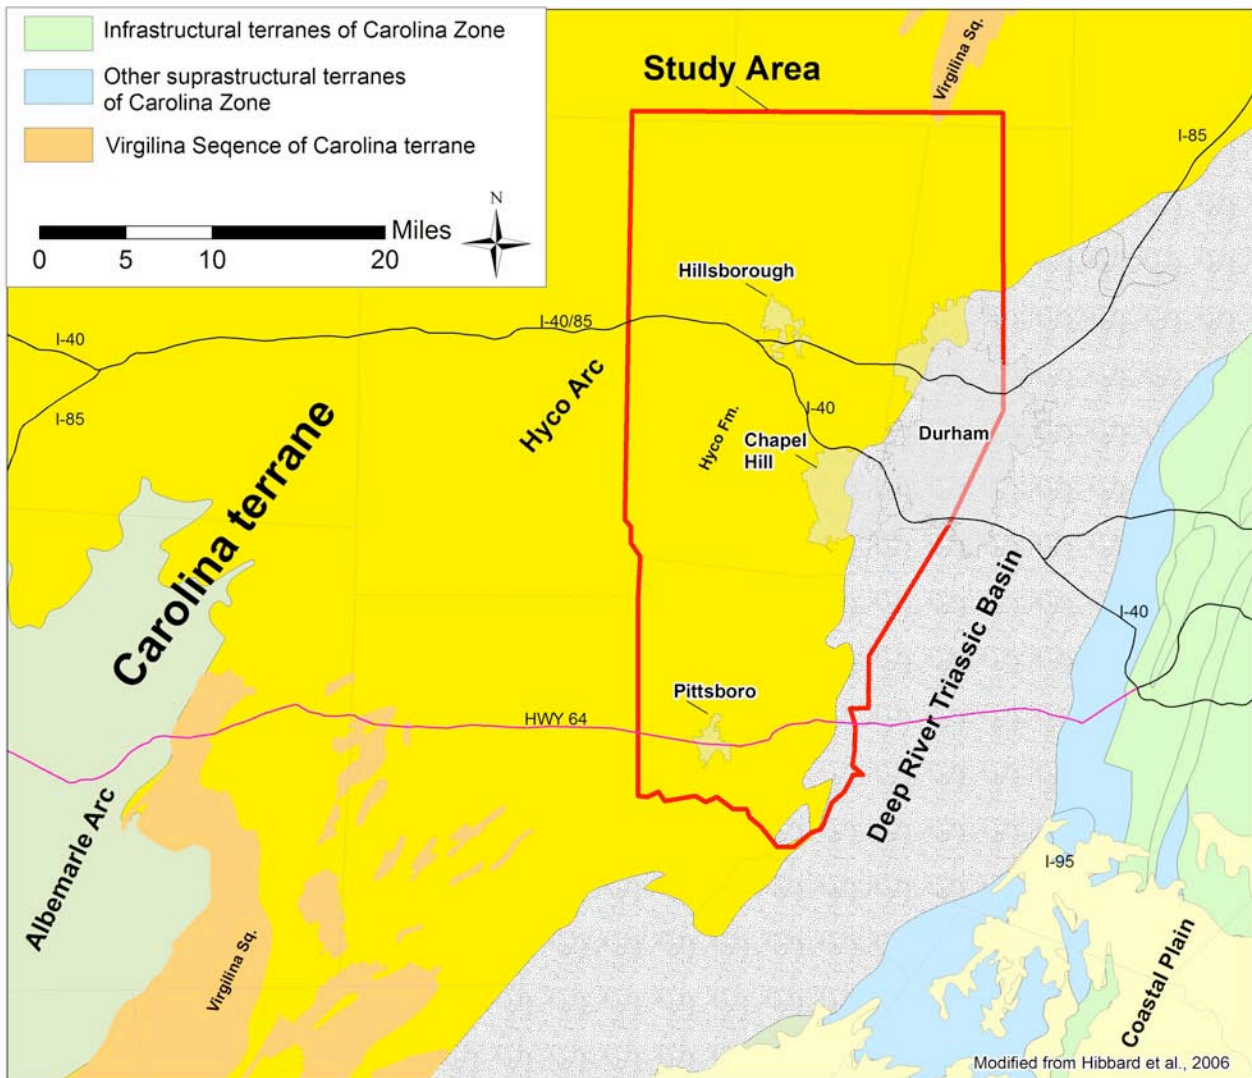 Infrastructural terranes of Carolina Zone
Other suprastructural terranes
of Carolina Zone
Virgilina Seqence of Carolina terrane
Miles
0 5 10 20
N
Study Area
Virgilina Sq.
I-85
Hillsborough
I-40/85
I-40
I-85
Hyco Arc
Carolina terrane
Hyco Fm.
I-40
Chapel
Hill
Durham
I-40
Deep River Triassic Basin
Pittsboro
HWY 64
Albemarle Arc
Virgilina Sq.
I-95
Coastal Plain
Modified from Hibbard et al., 2006